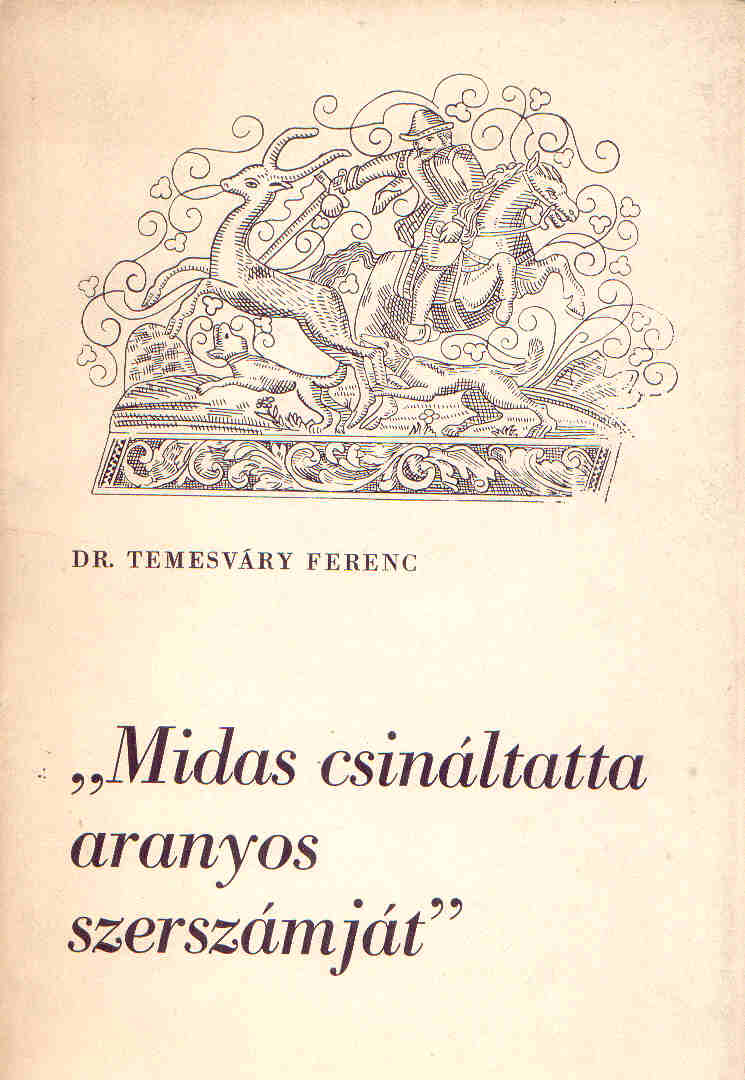 DR. TEMESVÁRY FERENC
„Midas csináltatta
aranyos
szerszámját”